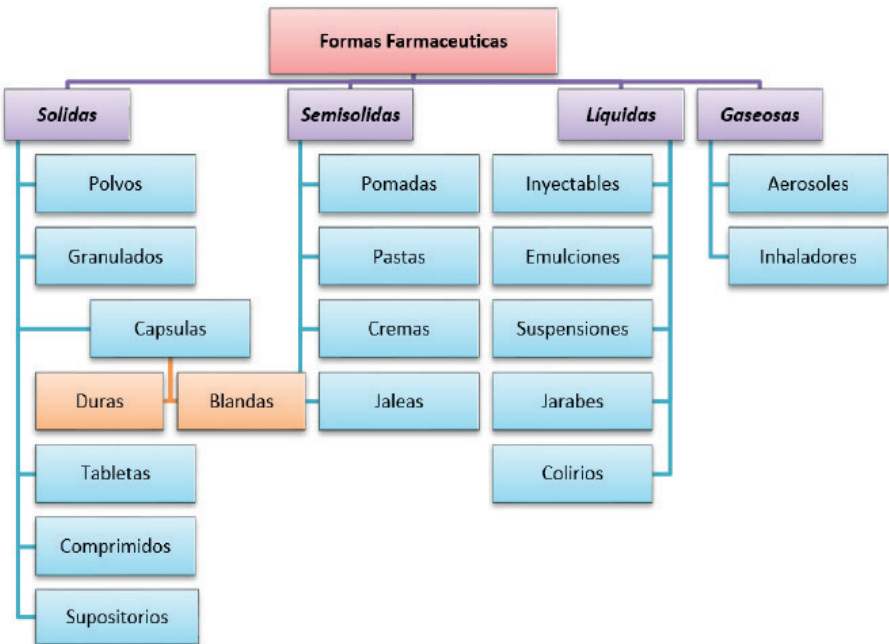 Formas Farmaceuticas
Solidas
Polvos
Granulados
Capsulas
Duras
Blandas
Tabletas
Comprimidos
Supositorios
Semisolidas
Pomadas
Pastas
Cremas
Jaleas
Líquidas
Inyectables
Emulciones
Suspensiones
Jarabes
Colirios
Gaseosas
Aerosoles
Inhaladores